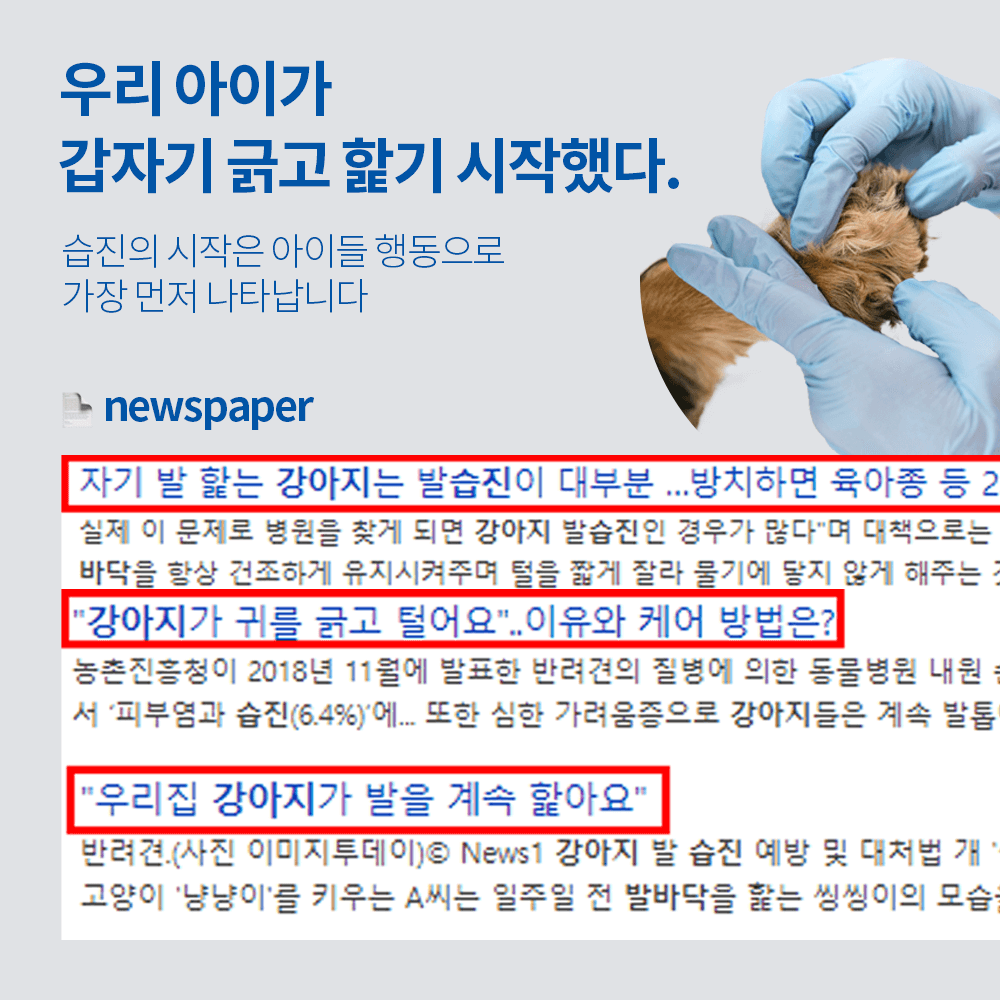 우리 아이가
갑자기 긁고 핥기 시작했다.
습진의 시작은 아이들 행동으로
가장 먼저 나타납니다
newspaper
자기 발 핥는 강아지는 발습진이 대부분 ...방치하면 육아종 등 2
실제 이 문제로 병원을 찾게 되면 강아지 발습진인 경우가 많다"며 대책으로는
바닥을 항상 건조하게 유지시켜주며 털을 짧게 잘라 물기에 닿지 않게 해주는
"강아지가 귀를 긁고 털어요"..이유와 케어 방법은?
농촌진흥청이 2018년 11월에 발표한 반려견의 질병에 의한 동물병원 내원
서 '피부염과 습진(6.4%)'에... 또한 심한 가려움증으로 강아지들은 계속 발톱
"우리집 강아지가 발을 계속 핥아요"
반려견.(사진 이미지투데이)© News1 강아지 발 습진 예방 및 대처법 개 '
고양이 '냥냥이'를 키우는 A씨는 일주일 전 발바닥을 핥는 씽씽이의 모습을